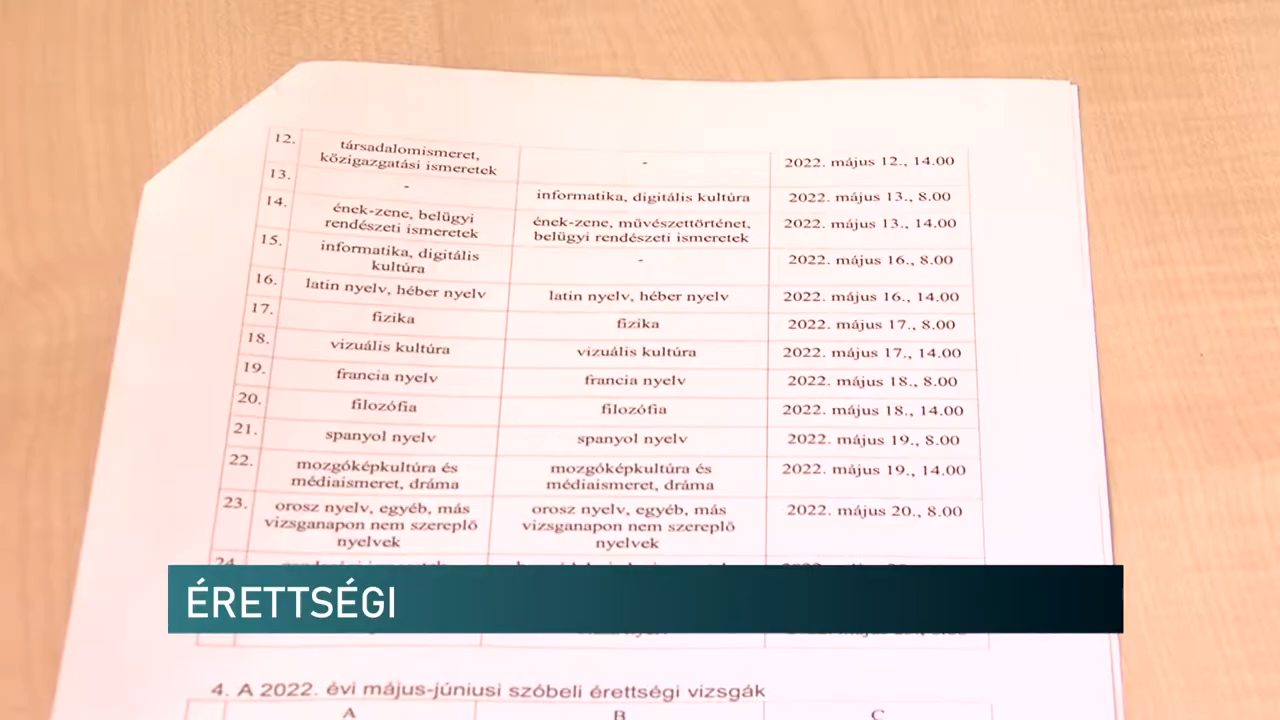 12. társadalomismeret, közigazgatási ismeretek - 2022. május 12., 14.00
13. - informatika, digitális kultúra 2022. május 13., 8.00
14. ének-zene, belügyi rendészeti ismeretek ének-zene, művészettörténet, belügyi rendészeti ismeretek 2022. május 13., 14.00
15. informatika, digitális kultúra - 2022. május 16., 8.00
16. latin nyelv, héber nyelv latin nyelv, héber nyelv 2022. május 16., 14.00
17. fizika fizika 2022. május 17., 8.00
18. vizuális kultúra vizuális kultúra 2022. május 17., 14.00
19. francia nyelv francia nyelv 2022. május 18., 8.00
20. filozófia filozófia 2022. május 18., 14.00
21. spanyol nyelv spanyol nyelv 2022. május 19., 8.00
22. mozgóképkultúra és médiaismeret, dráma mozgóképkultúra és médiaismeret, dráma 2022. május 19., 14.00
23. orosz nyelv, egyéb, más vizsganapon nem szereplő nyelvek orosz nyelv, egyéb, más vizsganapon nem szereplő nyelvek 2022. május 20., 8.00
24.
ÉRETTSÉGI
4. A 2022. évi május-júniusi szóbeli érettségi vizsgák
A B C